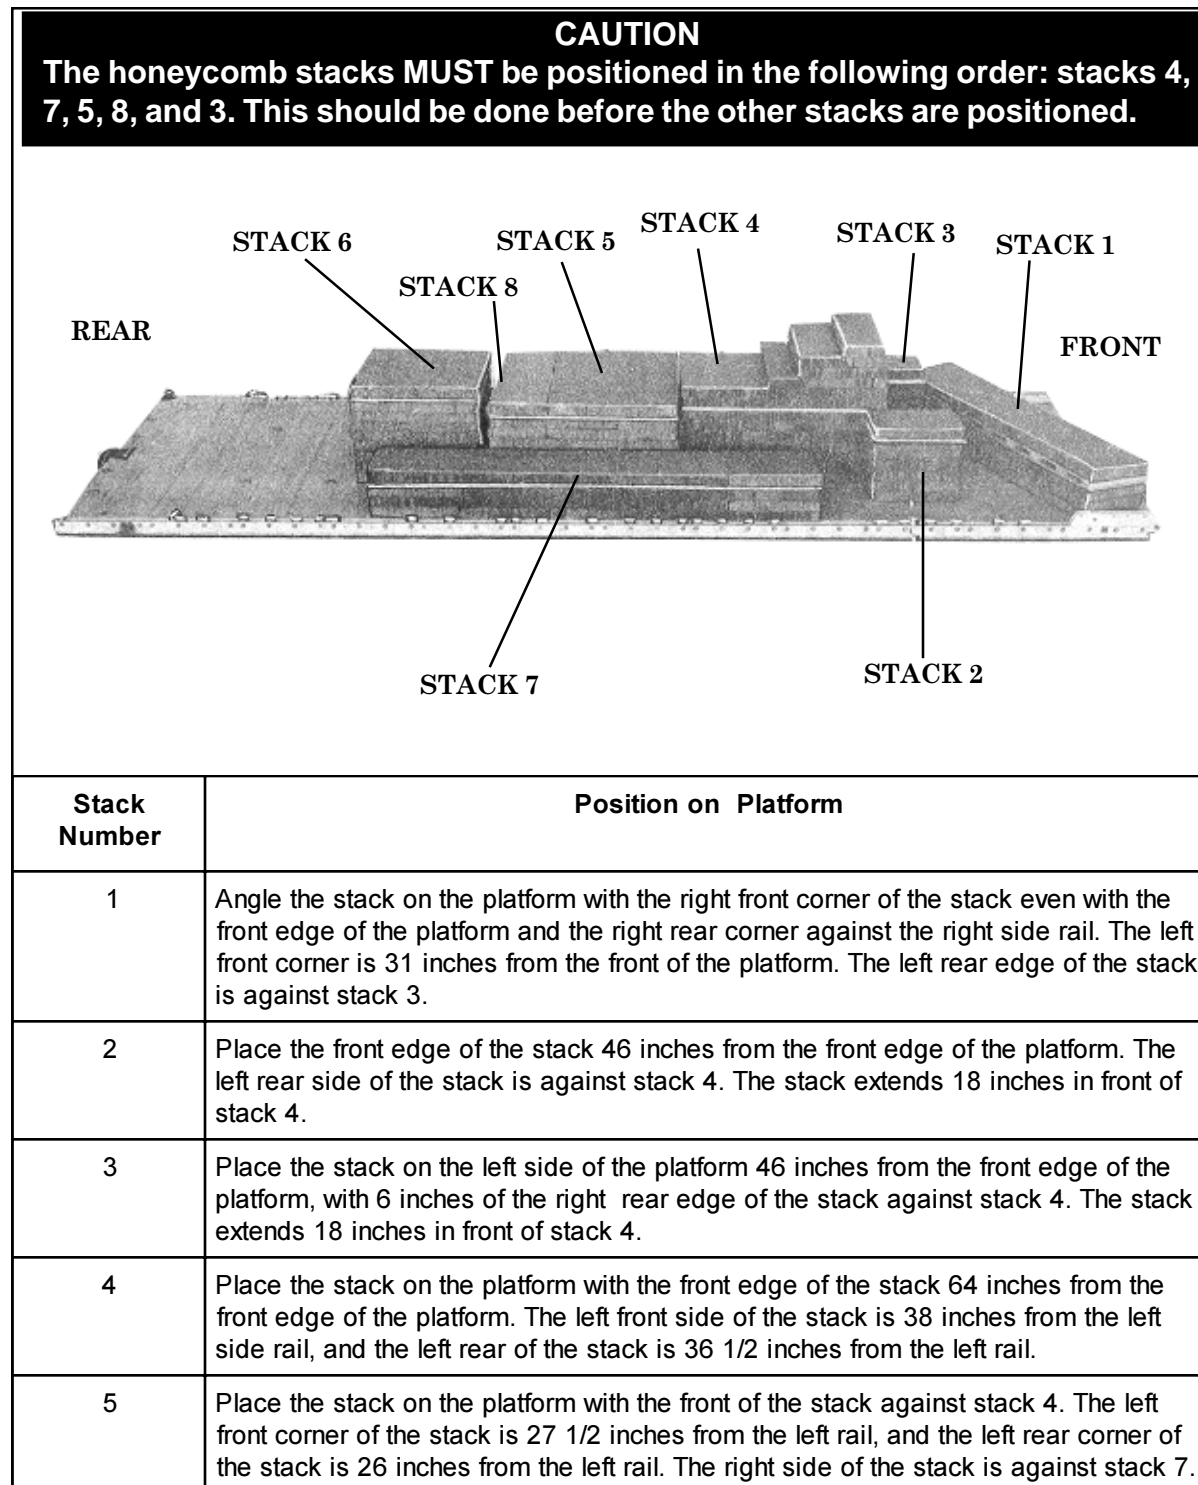 CAUTION
The honeycomb stacks MUST be positioned in the following order: stacks 4,
7, 5, 8, and 3. This should be done before the other stacks are positioned.
STACK 6
STACK 5
STACK 4
STACK 3
STACK 1
STACK 8
REAR
FRONT
STACK 7
STACK 2
Stack
Number
Position on Platform
1
Angle the stack on the platform with the right front corner of the stack even with the
front edge of the platform and the right rear corner against the right side rail. The left
front corner is 31 inches from the front of the platform. The left rear edge of the stack
is against stack 3.
2
Place the front edge of the stack 46 inches from the front edge of the platform. The
left rear side of the stack is against stack 4. The stack extends 18 inches in front of
stack 4.
3
Place the stack on the left side of the platform 46 inches from the front edge of the
platform, with 6 inches of the right rear edge of the stack against stack 4. The stack
extends 18 inches in front of stack 4.
4
Place the stack on the platform with the front edge of the stack 64 inches from the
front edge of the platform. The left front side of the stack is 38 inches from the left
side rail, and the left rear of the stack is 36 1/2 inches from the left rail.
5
Place the stack on the platform with the front of the stack against stack 4. The left
front corner of the stack is 27 1/2 inches from the left rail, and the left rear corner of
the stack is 26 inches from the left rail. The right side of the stack is against stack 7.